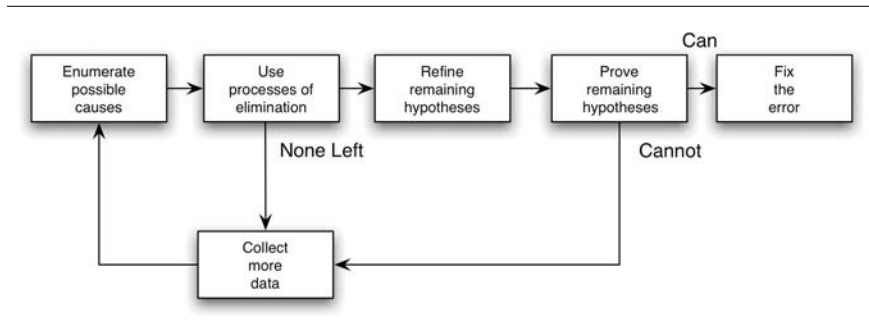 Enumerate
possible
causes
Use
processes of
elimination
Refine
remaining
hypotheses
Prove
remaining
hypotheses
Can
Fix
the
error
None Left
Cannot
Collect
more
data